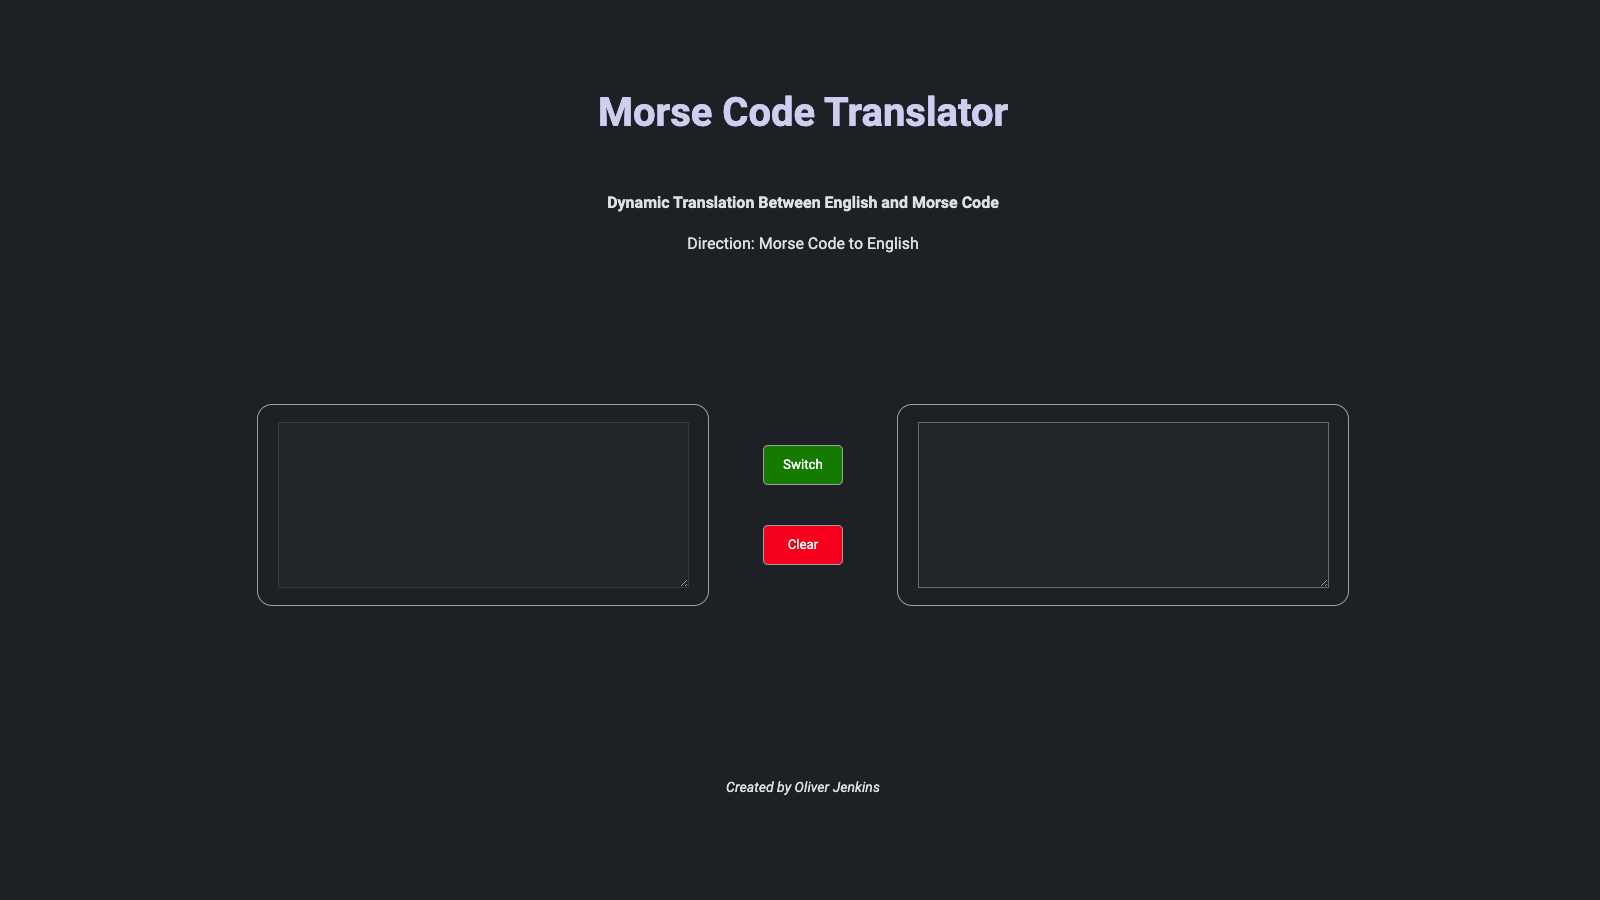 Morse Code Translator
Dynamic Translation Between English and Morse Code
Direction: Morse Code to English
Switch
Clear
Created by Oliver Jenkins